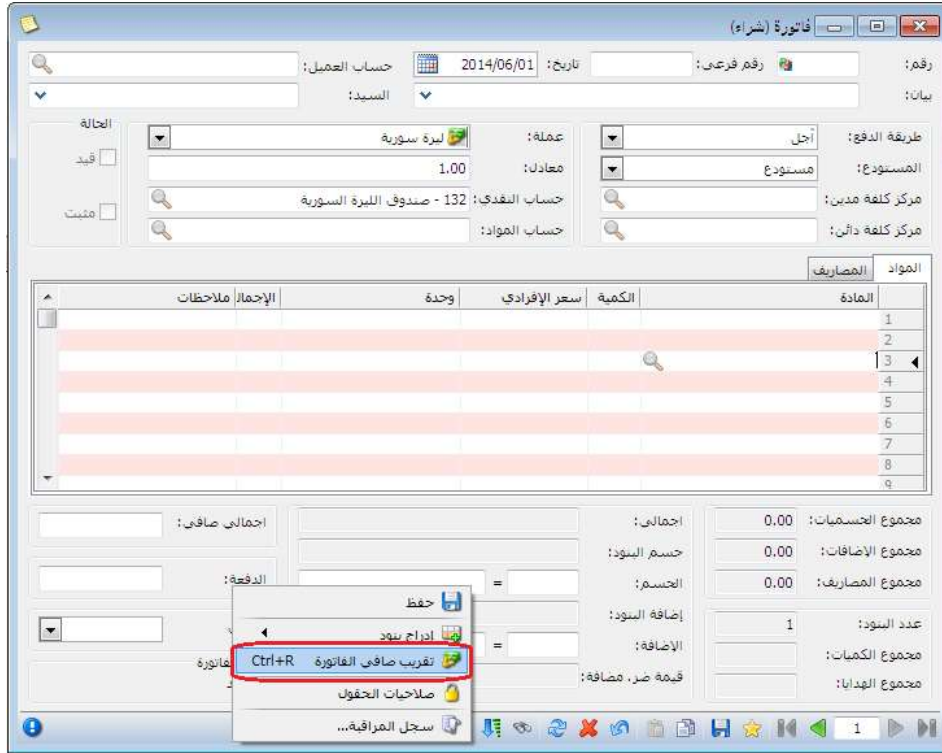 فاتورة (شراء)
رقم: رقم فرعي: تاريخ: 2014/06/01 حساب العميل:
بيان: السيد:
طريقة الدفع: آجل عملة: ليرة سورية الحالة
المستودع: مستودع معادل: 1.00 قيد
مركز كلفة مدين: حساب النقدي: 132 - صندوق الليرة السورية
مركز كلفة دائن: حساب المواد: مثبت
المواد المصاريف
المادة الكمية سعر الإفرادي وحدة الإجمال ملاحظات
1
2
3
4
5
6
7
8
9
مجموع الحسميات: 0.00 اجمالي: اجمالي صافي:
مجموع الإضافات: 0.00 حسم البنود:
مجموع المصاريف: 0.00 الحسم: = الدفعة:
عدد البنود: 1 إضافة البنود:
مجموع الكميات: الإضافة: =
مجموع الهدايا: قيمة ضر. مضافة:
حفظ
إدراج بنود
تقريب صافي الفاتورة Ctrl+R
صلاحيات الحقول
سجل المراقبة...
1